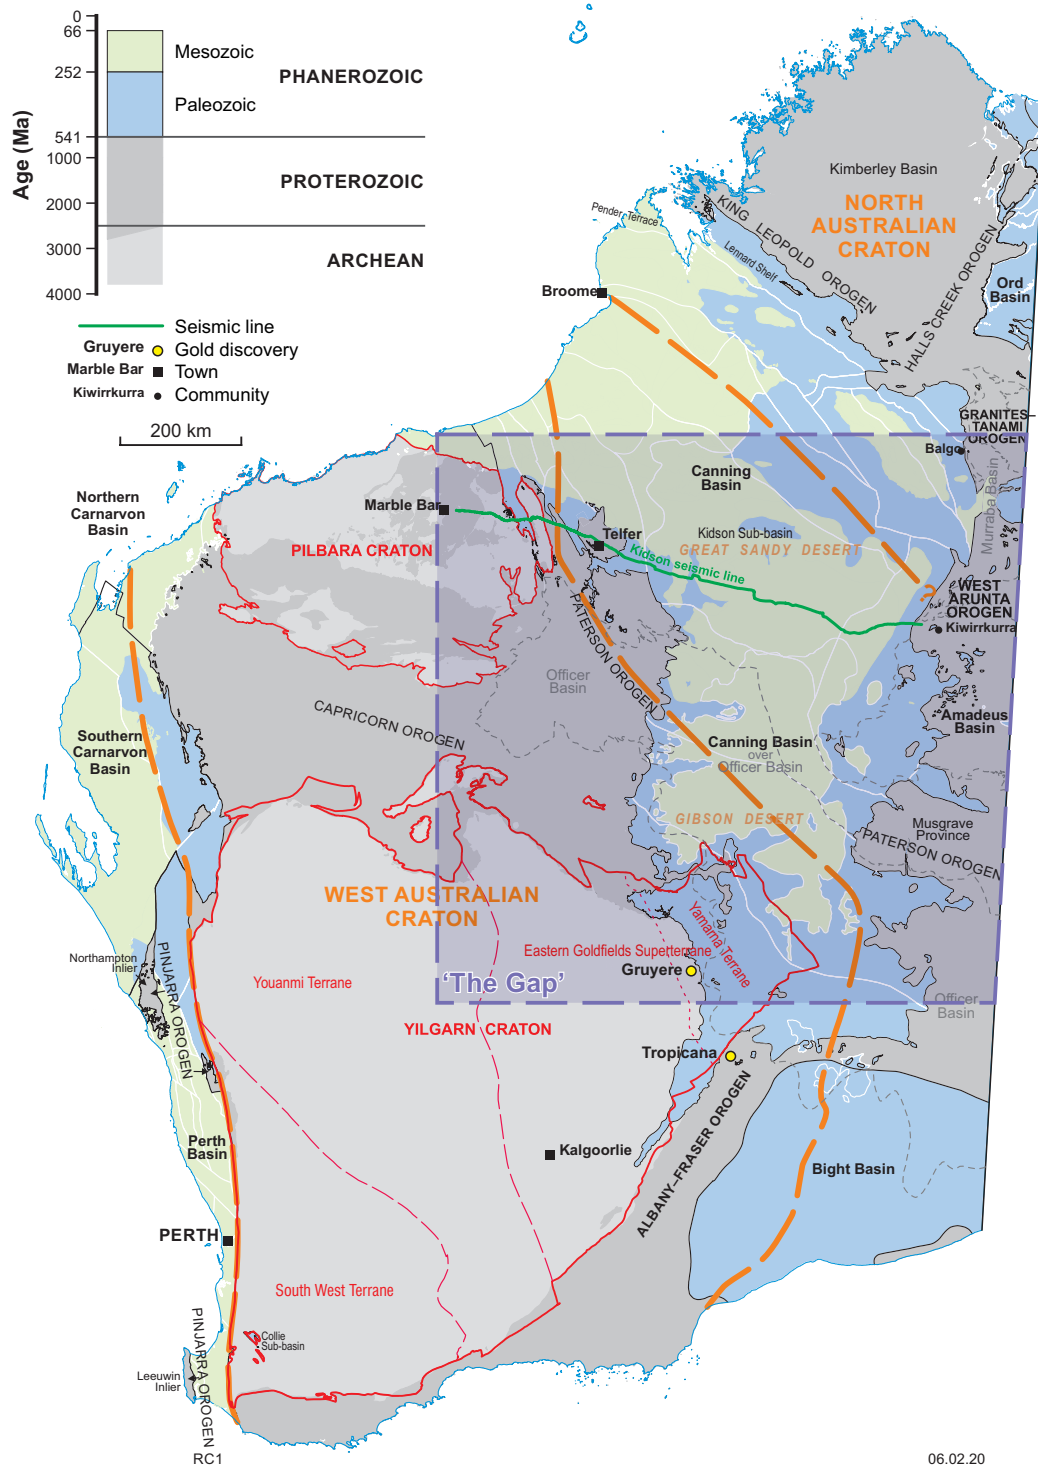 0
66
252
541
1000
2000
3000
4000
Age (Ma)
Mesozoic
Paleozoic
PHANEROZOIC
PROTEROZOIC
ARCHEAN
Seismic line
Gruyere
Gold discovery
Marble Bar
Town
Kiwirrkurra
Community
200 km
Kimberley Basin
NORTH
AUSTRALIAN
CRATON
KING LEOPOLD OROGEN
HALLS CREEK OROGEN
Pender Terrace
Lennard Shelf
Ord
Basin
Broome
GRANITES–
TANAMI
OROGEN
Balgo
Murraba Basin
Canning
Basin
Northern
Carnarvon
Basin
Marble Bar
PILBARA CRATON
Telfer
Kidson Sub-basin
GREAT SANDY DESERT
Kidson seismic line
?
WEST
ARUNTA
OROGEN
Kiwirrkurra
PATERSON OROGEN
Officer
Basin
CAPRICORN OROGEN
Amadeus
Basin
Southern
Carnarvon
Basin
Canning Basin
over
Officer Basin
GIBSON DESERT
Musgrave
Province
PATERSON OROGEN
WEST AUSTRALIAN
CRATON
Yamarna Terrane
Eastern Goldfields Superterrane
Gruyere
Northampton
Inlier
PINJARRA OROGEN
Youanmi Terrane
'The Gap'
Officer
Basin
YILGARN CRATON
Tropicana
ALBANY–FRASER OROGEN
Perth
Basin
Kalgoorlie
Bight Basin
PERTH
South West Terrane
Collie
Sub-basin
PINJARRA OROGEN
Leeuwin
Inlier
RC1
06.02.20